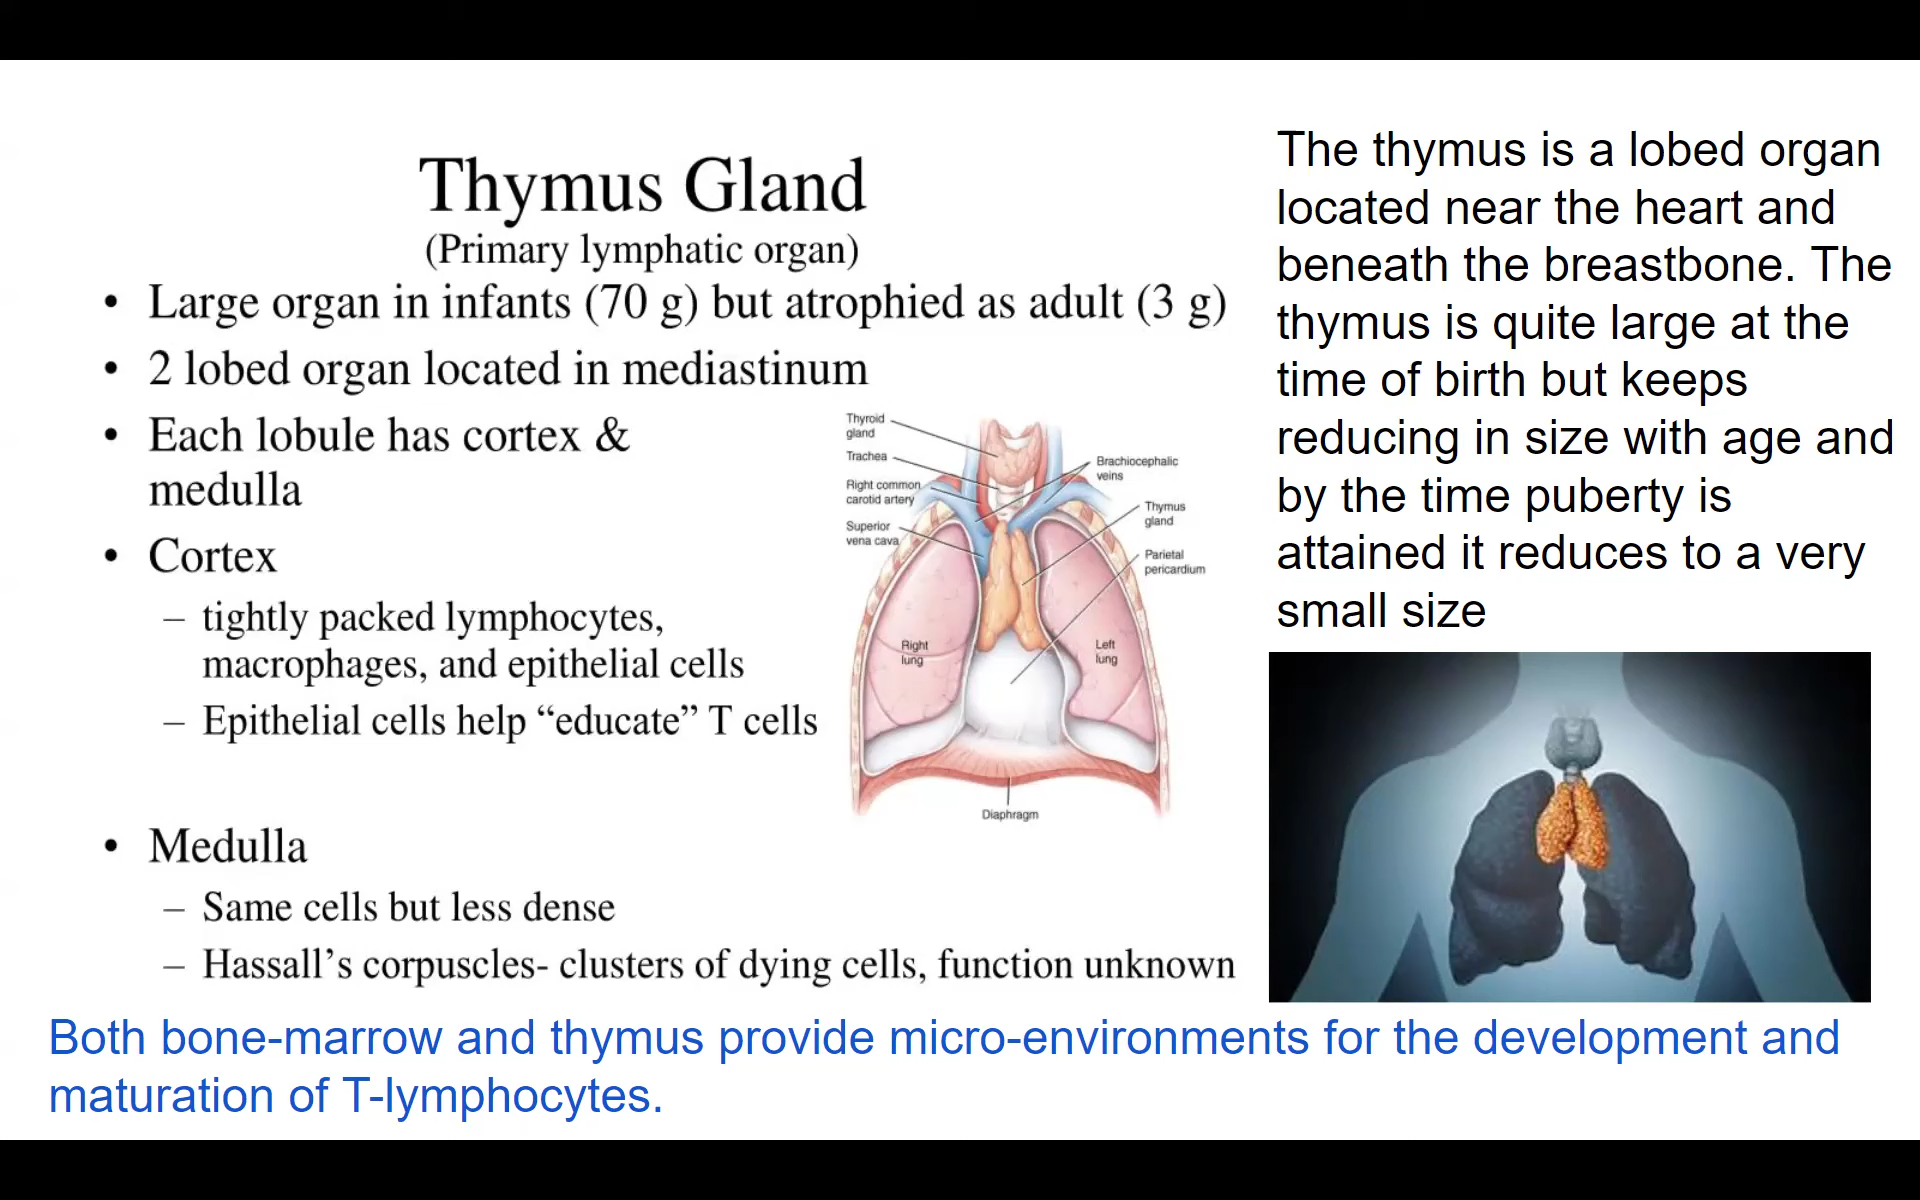 Thymus Gland
(Primary lymphatic organ)
• Large organ in infants (70 g) but atrophied as adult (3 g)
• 2 lobed organ located in mediastinum
• Each lobule has cortex &
medulla
• Cortex
– tightly packed lymphocytes,
macrophages, and epithelial cells
– Epithelial cells help “educate” T cells
• Medulla
– Same cells but less dense
– Hassall’s corpuscles- clusters of dying cells, function unknown
Thyroid
gland
Trachea
Right common
carotid artery
Superior
vena cava
Brachiocephalic
veins
Thymus
gland
Parietal
pericardium
Right
lung
Left
lung
Diaphragm
The thymus is a lobed organ
located near the heart and
beneath the breastbone. The
thymus is quite large at the
time of birth but keeps
reducing in size with age and
by the time puberty is
attained it reduces to a very
small size
Both bone-marrow and thymus provide micro-environments for the development and
maturation of T-lymphocytes.